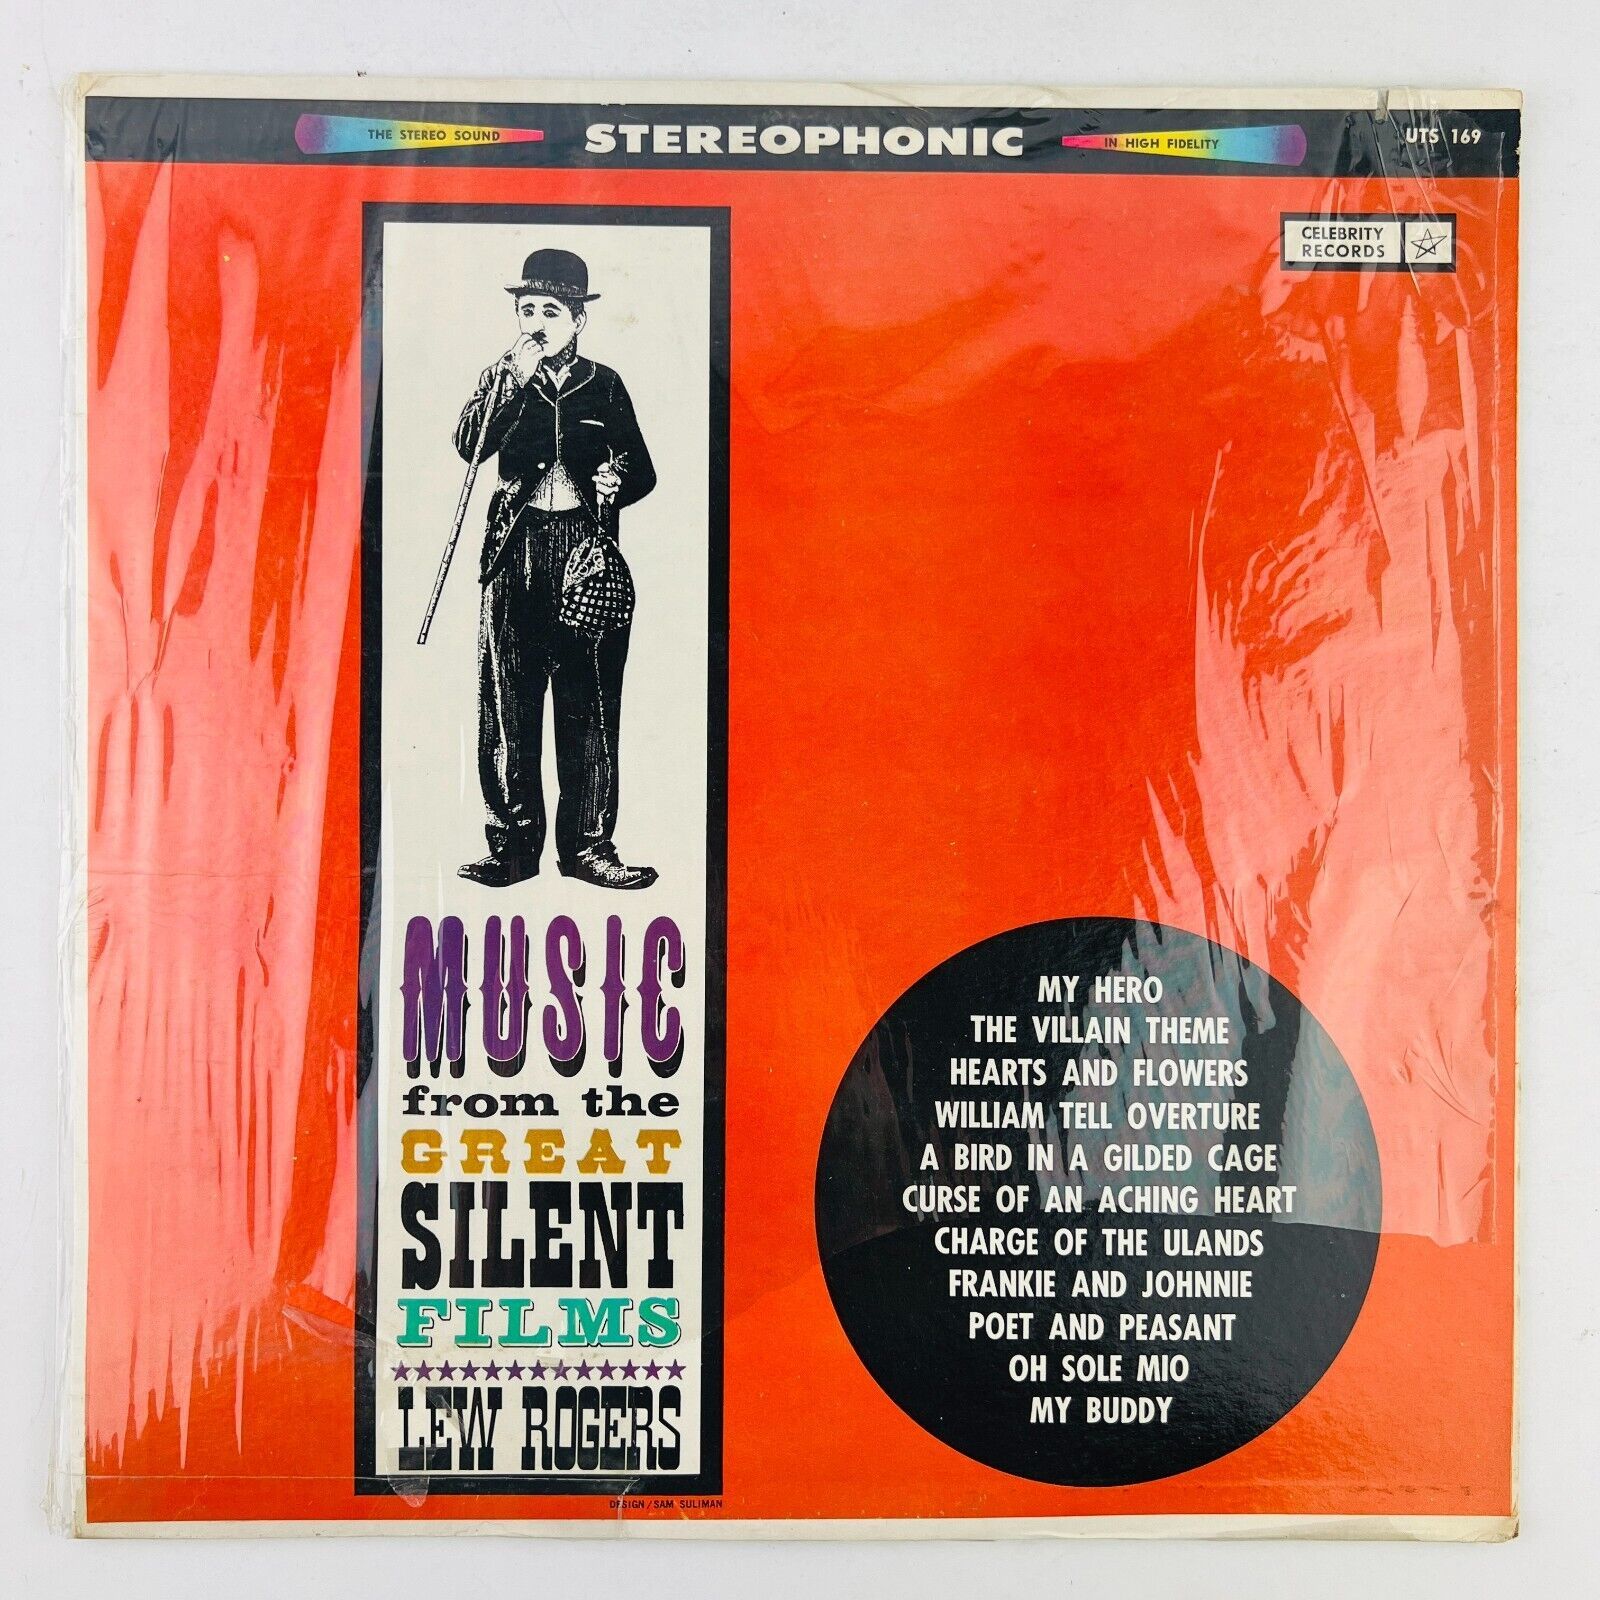 THE STEREO SOUND
STEREOPHONIC
IN HIGH FIDELITY
UTS 169
CELEBRITY
RECORDS
MUSIC
from the
GREAT
SILENT
FILMS
LEW ROGERS
DESIGN/SAM SULIMAN
MY HERO
THE VILLAIN THEME
HEARTS AND FLOWERS
WILLIAM TELL OVERTURE
A BIRD IN A GILDED CAGE
CURSE OF AN ACHING HEART
CHARGE OF THE ULANDS
FRANKIE AND JOHNNIE
POET AND PEASANT
OH SOLE MIO
MY BUDDY